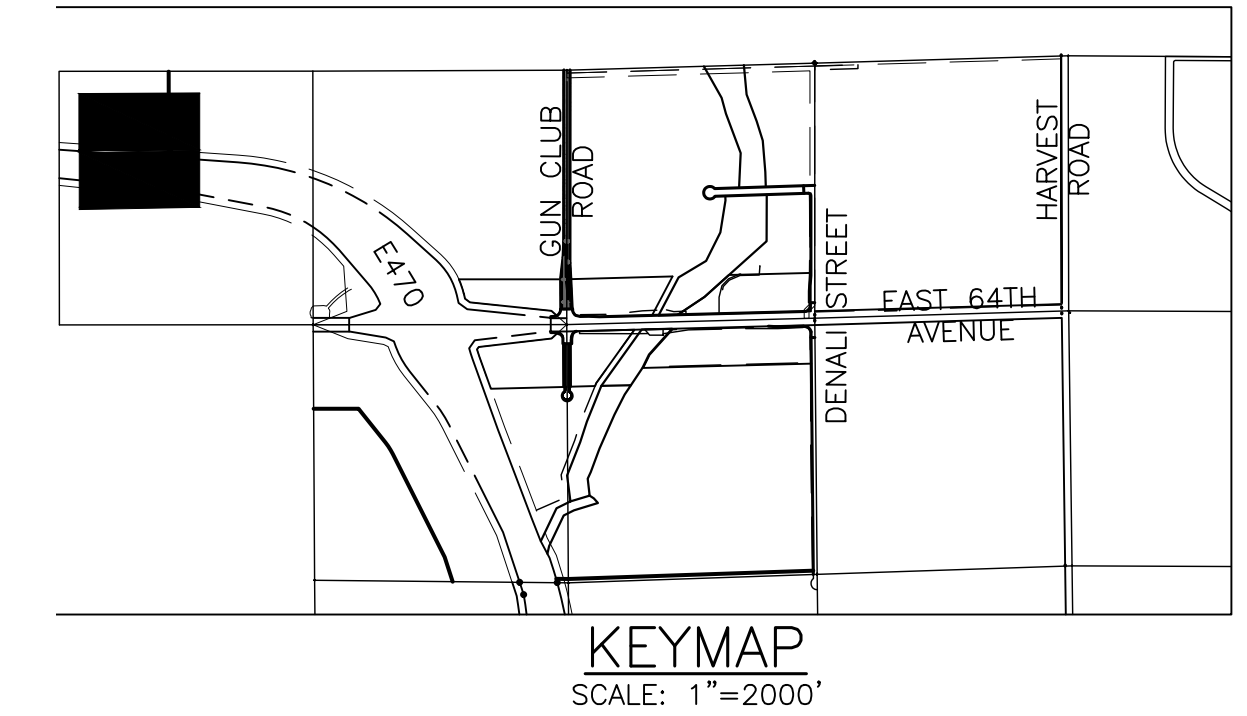 GUN CLUB
ROAD
HARVEST
ROAD
E470
DENALI STREET
EAST 64TH
AVENUE
KEYMAP
SCALE: 1"=2000'